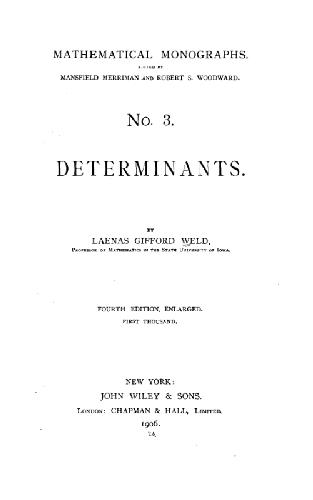 MATHEMATICAL MONOGRAPHS.
EDITED BY
MANSFIELD MERRIMAN AND ROBERT S. WOODWARD.
No. 3.
DETERMINANTS.
BY
LAENAS GIFFORD WELD,
PROFESSOR OF MATHEMATICS IN THE STATE UNIVERSITY OF IOWA.
FOURTH EDITION, ENLARGED.
FIRST THOUSAND.
NEW YORK:
JOHN WILEY & SONS.
LONDON: CHAPMAN & HALL, LIMITED.
1906.